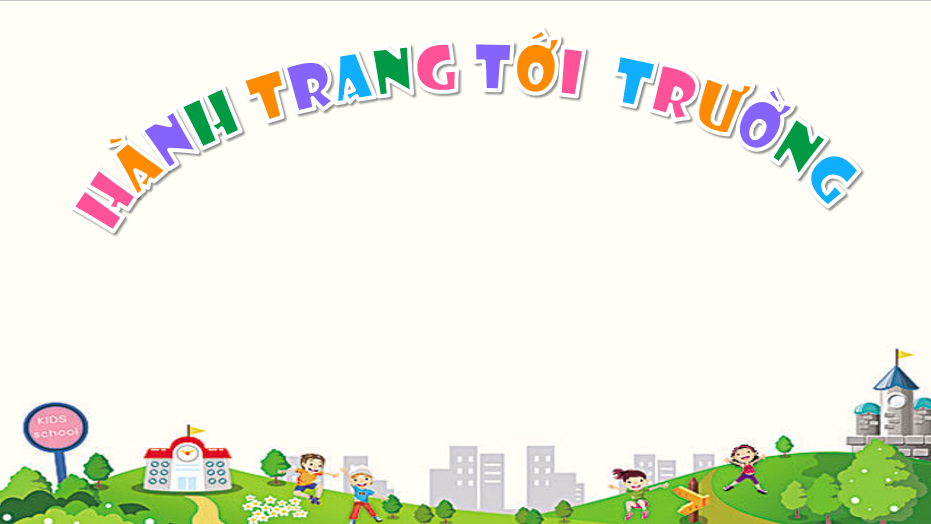 HÀNH TRANG TỚI TRƯỜNG
KIDS
school